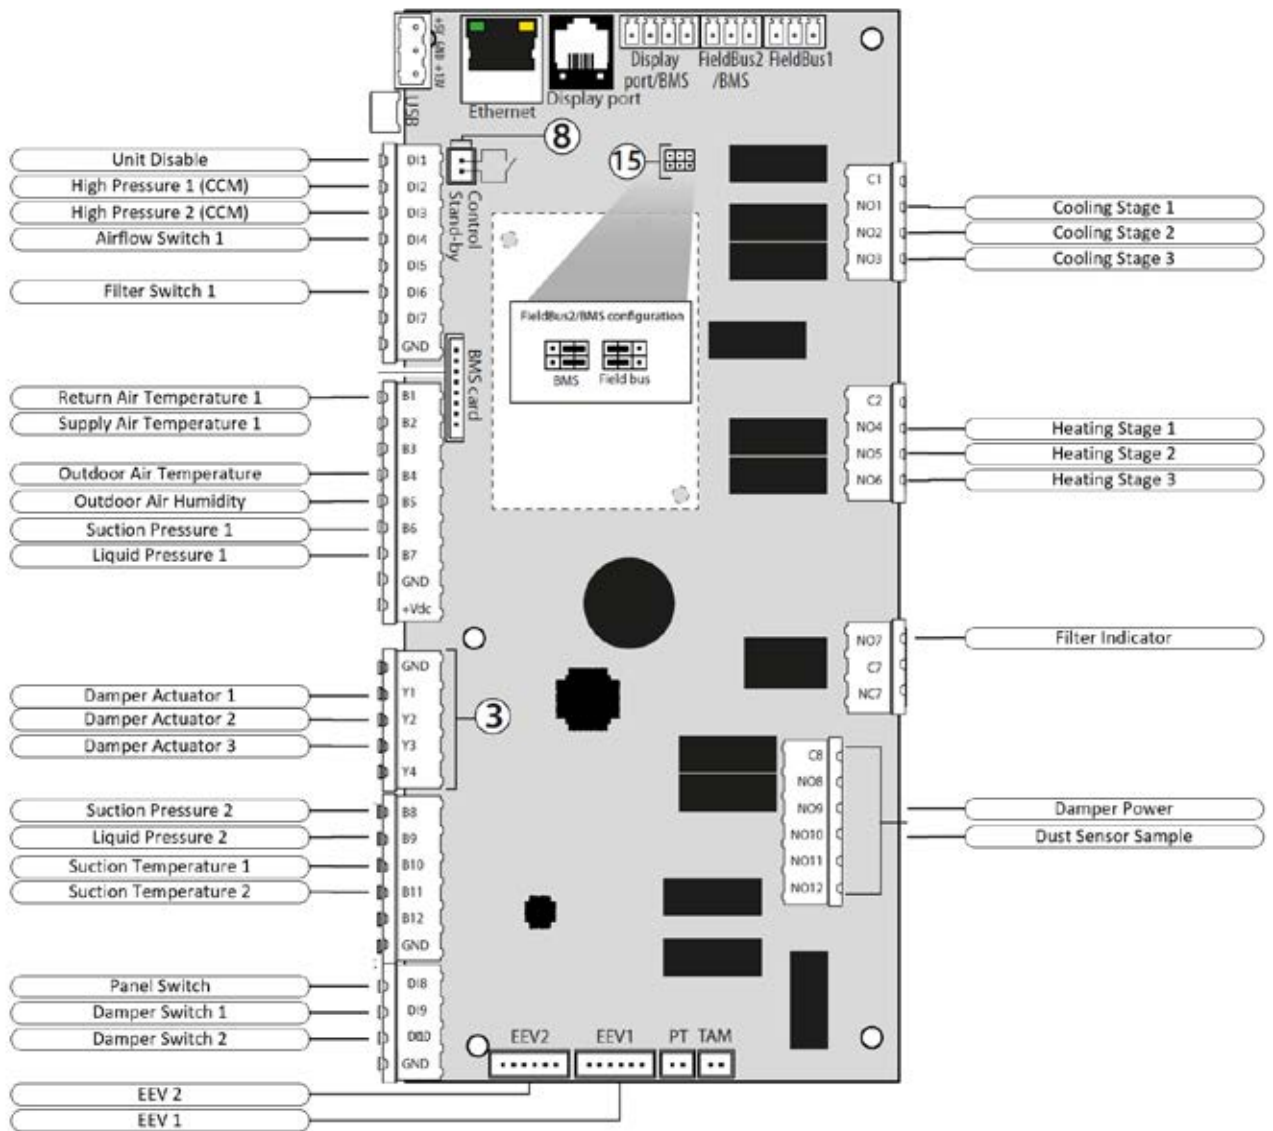 +5V GND +13V
USB
Ethernet
Display port
Display
port/BMS
FieldBus2
/BMS
FieldBus1
8
15
Control
Stand-by
BMS card
FieldBus2/BMS configuration
BMS
Field bus
Unit Disable
DI1
High Pressure 1 (CCM)
DI2
High Pressure 2 (CCM)
DI3
Airflow Switch 1
DI4
DI5
Filter Switch 1
DI6
DI7
GND
Return Air Temperature 1
B1
Supply Air Temperature 1
B2
B3
Outdoor Air Temperature
B4
Outdoor Air Humidity
B5
Suction Pressure 1
B6
Liquid Pressure 1
B7
GND
+Vdc
GND
Damper Actuator 1
Y1
Damper Actuator 2
Y2
Damper Actuator 3
Y3
Y4
3
Suction Pressure 2
B8
Liquid Pressure 2
B9
Suction Temperature 1
B10
Suction Temperature 2
B11
B12
GND
Panel Switch
DI8
Damper Switch 1
DI9
Damper Switch 2
GND
EEV 2
EEV 1
EEV2
EEV1
PT
TAM
C1
NO1
Cooling Stage 1
NO2
Cooling Stage 2
NO3
Cooling Stage 3
C2
NO4
Heating Stage 1
NO5
Heating Stage 2
NO6
Heating Stage 3
NO7
Filter Indicator
C7
NC7
C8
NO8
NO9
NO10
NO11
NO12
Damper Power
Dust Sensor Sample